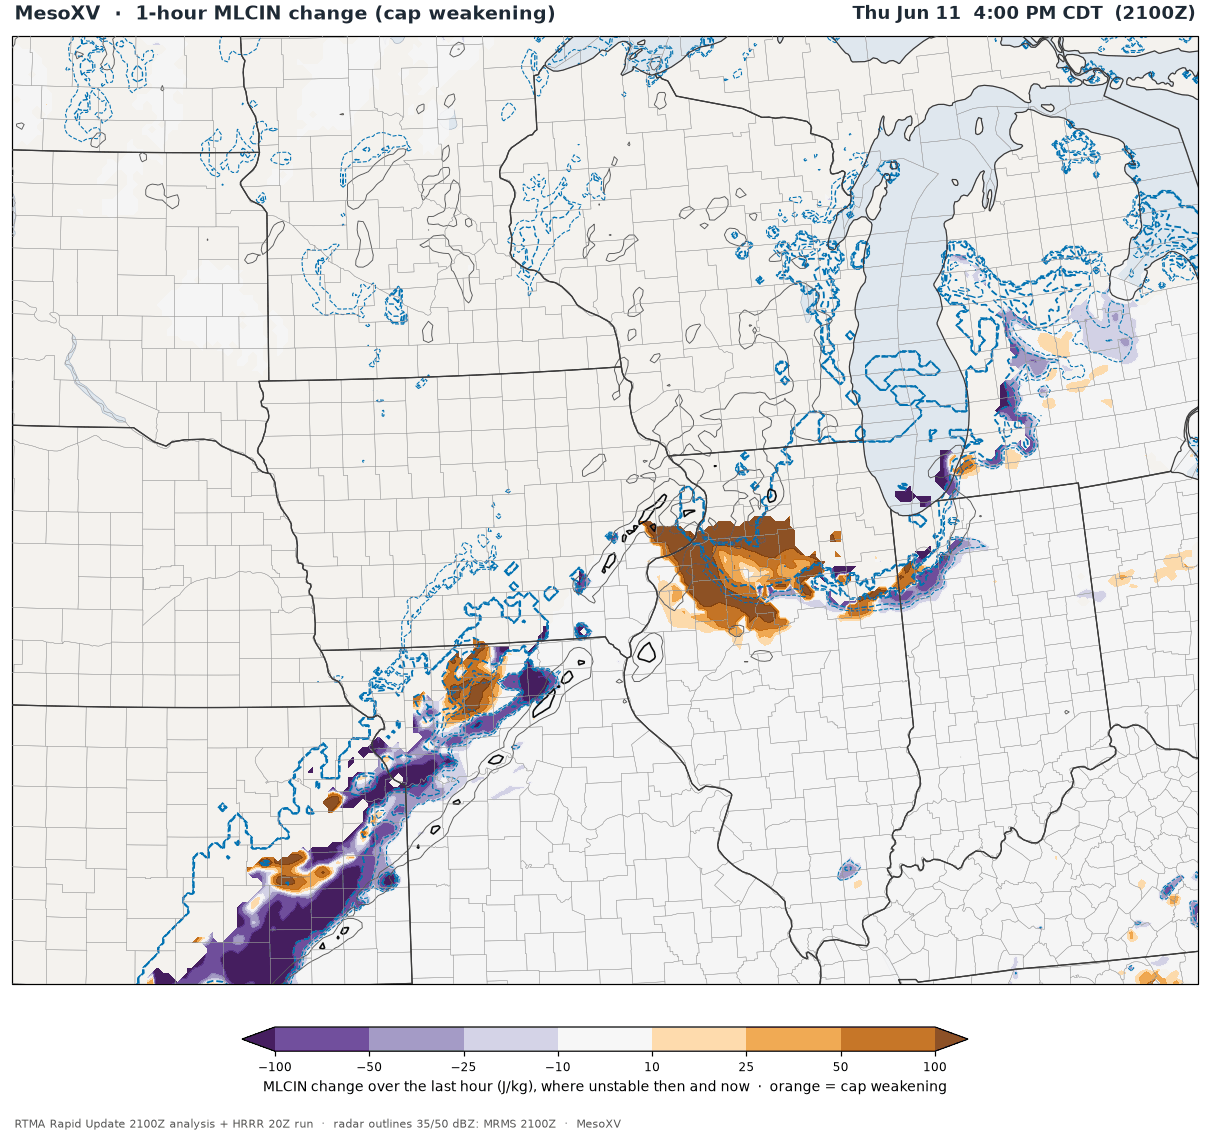 MesoXV · 1-hour MLCIN change (cap weakening)
Thu Jun 11 4:00 PM CDT (2100Z)
−100 −50 −25 −10 10 25 50 100
MLCIN change over the last hour (J/kg), where unstable then and now · orange = cap weakening
RTMA Rapid Update 2100Z analysis + HRRR 20Z run · radar outlines 35/50 dBZ: MRMS 2100Z · MesoXV